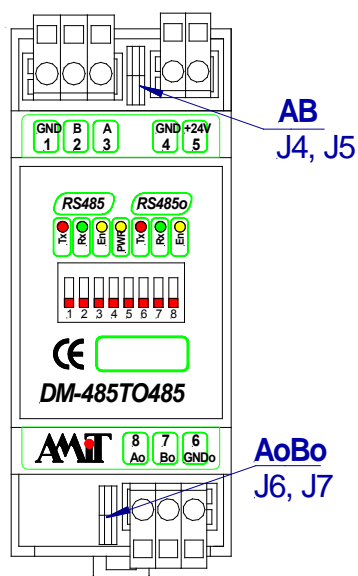 AB
J4, J5
GND B A GND +24V
1 2 3 4 5
RS485 RS485o
Tx Rx En PWR Tx Rx En
1 2 3 4 5 6 7 8
CE
DM-485TO485
AMiT
8 7 6
Ao Bo GNDo
AoBo
J6, J7